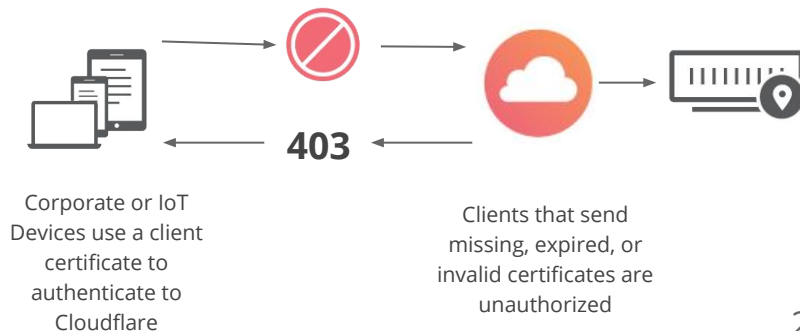 403
Corporate or IoT
Devices use a client
certificate to
authenticate to
Cloudflare
Clients that send
missing, expired, or
invalid certificates are
unauthorized